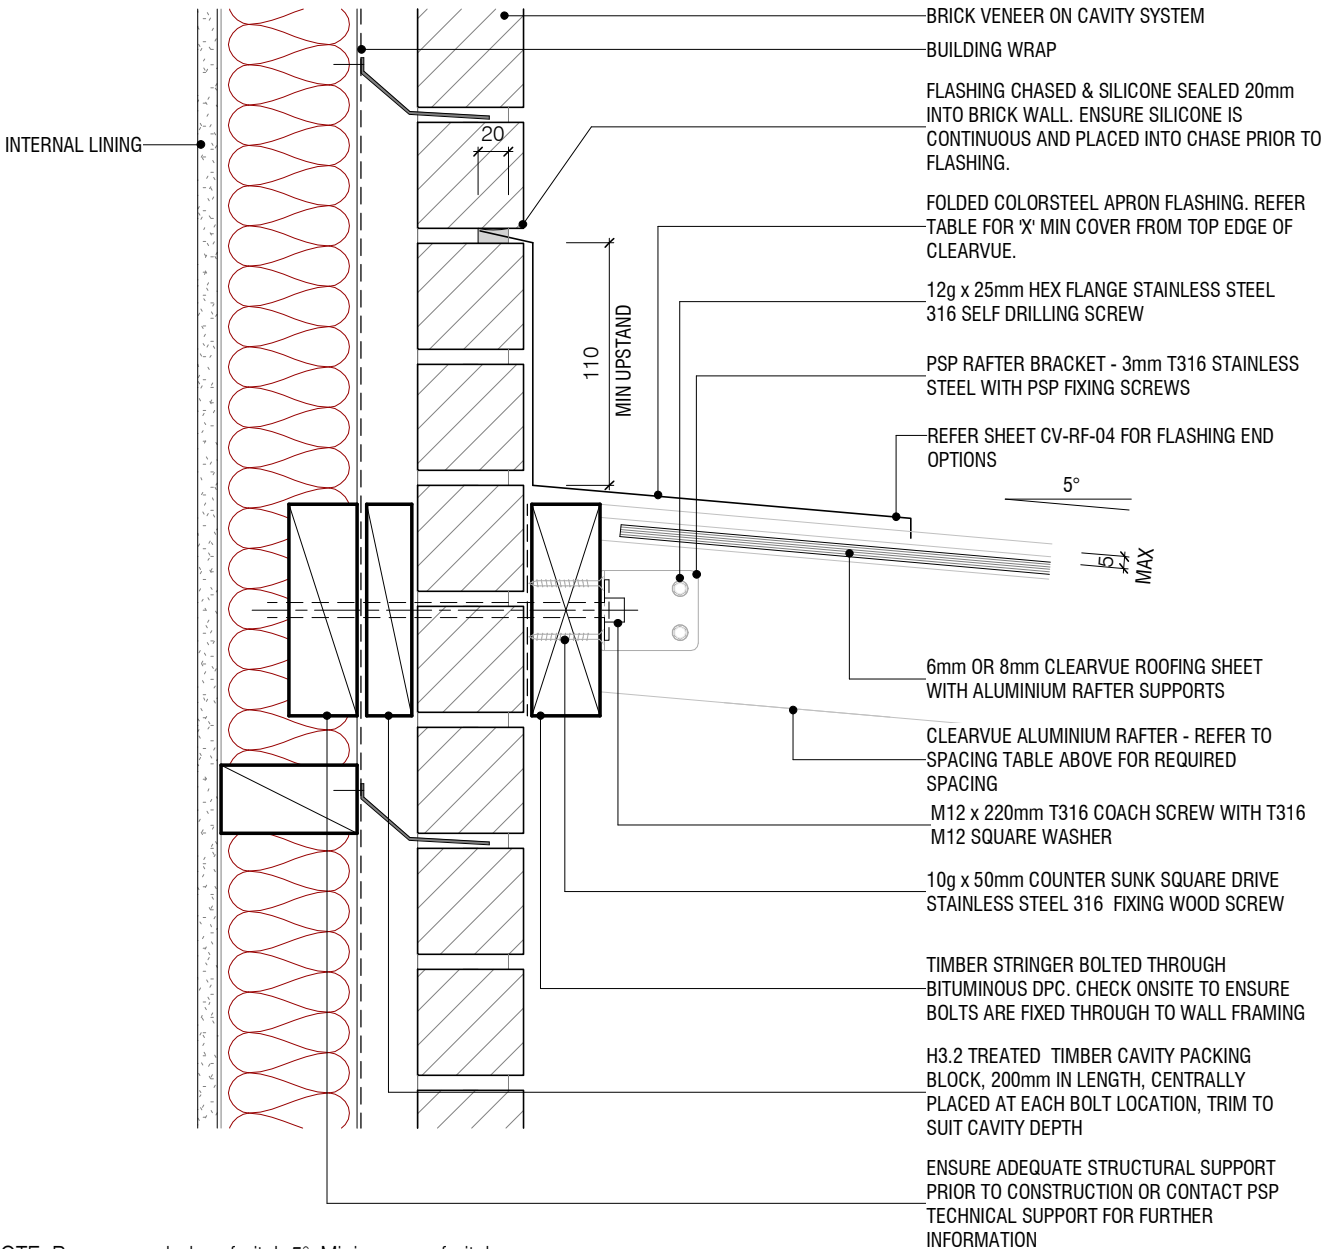 BRICK VENEER ON CAVITY SYSTEM
BUILDING WRAP
FLASHING CHASED & SILICONE SEALED 20mm
INTO BRICK WALL. ENSURE SILICONE IS
CONTINUOUS AND PLACED INTO CHASE PRIOR TO
FLASHING.
INTERNAL LINING
20
FOLDED COLORSTEEL APRON FLASHING. REFER
TABLE FOR 'X' MIN COVER FROM TOP EDGE OF
CLEARVUE.
12g x 25mm HEX FLANGE STAINLESS STEEL
316 SELF DRILLING SCREW
110
MIN UPSTAND
PSP RAFTER BRACKET - 3mm T316 STAINLESS
STEEL WITH PSP FIXING SCREWS
REFER SHEET CV-RF-04 FOR FLASHING END
OPTIONS
5°
5
MAX
6mm OR 8mm CLEARVUE ROOFING SHEET
WITH ALUMINIUM RAFTER SUPPORTS
CLEARVUE ALUMINIUM RAFTER - REFER TO
SPACING TABLE ABOVE FOR REQUIRED
SPACING
M12 x 220mm T316 COACH SCREW WITH T316
M12 SQUARE WASHER
10g x 50mm COUNTER SUNK SQUARE DRIVE
STAINLESS STEEL 316 FIXING WOOD SCREW
TIMBER STRINGER BOLTED THROUGH
BITUMINOUS DPC. CHECK ONSITE TO ENSURE
BOLTS ARE FIXED THROUGH TO WALL FRAMING
H3.2 TREATED TIMBER CAVITY PACKING
BLOCK, 200mm IN LENGTH, CENTRALLY
PLACED AT EACH BOLT LOCATION, TRIM TO
SUIT CAVITY DEPTH
ENSURE ADEQUATE STRUCTURAL SUPPORT
PRIOR TO CONSTRUCTION OR CONTACT PSP
TECHNICAL SUPPORT FOR FURTHER
INFORMATION